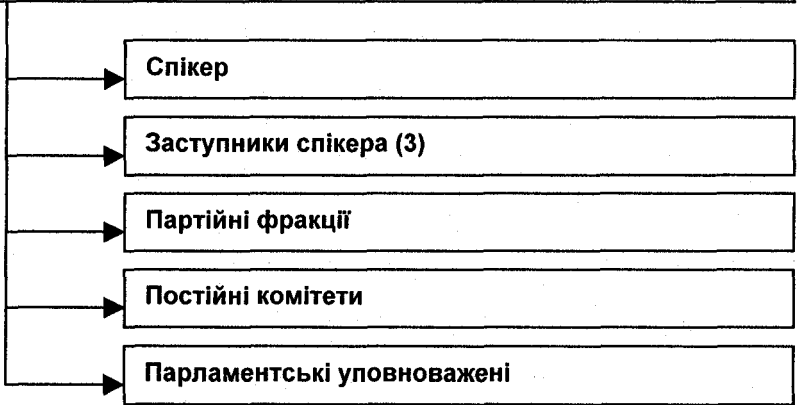 Спікер
Заступники спікера (3)
Партійні фракції
Постійні комітети
Парламентські уповноважені